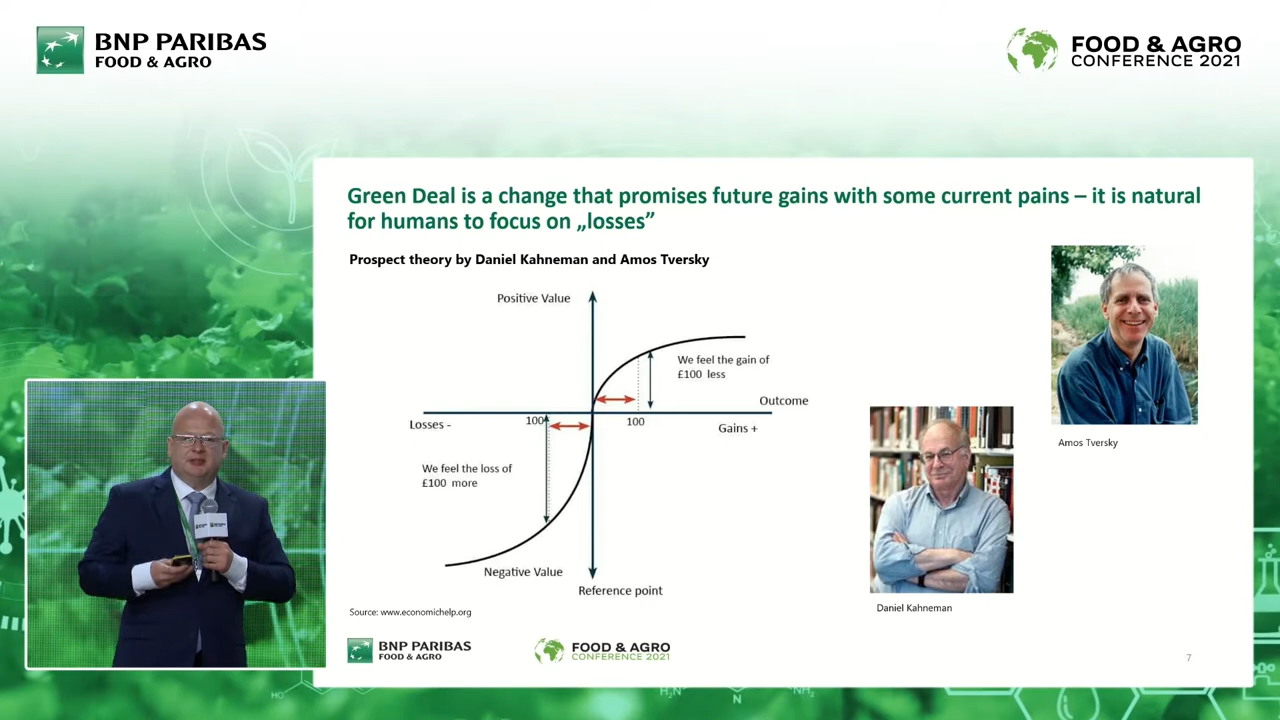 BNP PARIBAS
FOOD & AGRO
FOOD & AGRO
CONFERENCE 2021
Green Deal is a change that promises future gains with some current pains – it is natural
for humans to focus on „losses”
Prospect theory by Daniel Kahneman and Amos Tversky
Positive Value
We feel the gain of
£100 less
Outcome
Losses -
100
100
Gains +
We feel the loss of
£100 more
Negative Value
Reference point
Amos Tversky
Daniel Kahneman
Source: www.economichelp.org
BNP PARIBAS
FOOD & AGRO
FOOD & AGRO
CONFERENCE 2021
7
HO
H₂N
N
NH₂